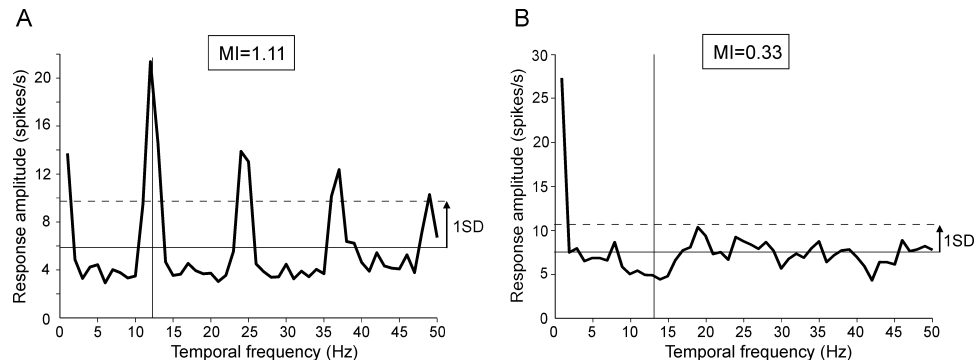 A
MI=1.11
Response amplitude (spikes/s)
20
16
12
8
4
0
1SD
0 5 10 15 20 25 30 35 40 45 50
Temporal frequency (Hz)
B
MI=0.33
Response amplitude (spikes/s)
30
25
20
15
10
5
0
1SD
0 5 10 15 20 25 30 35 40 45 50
Temporal frequency (Hz)